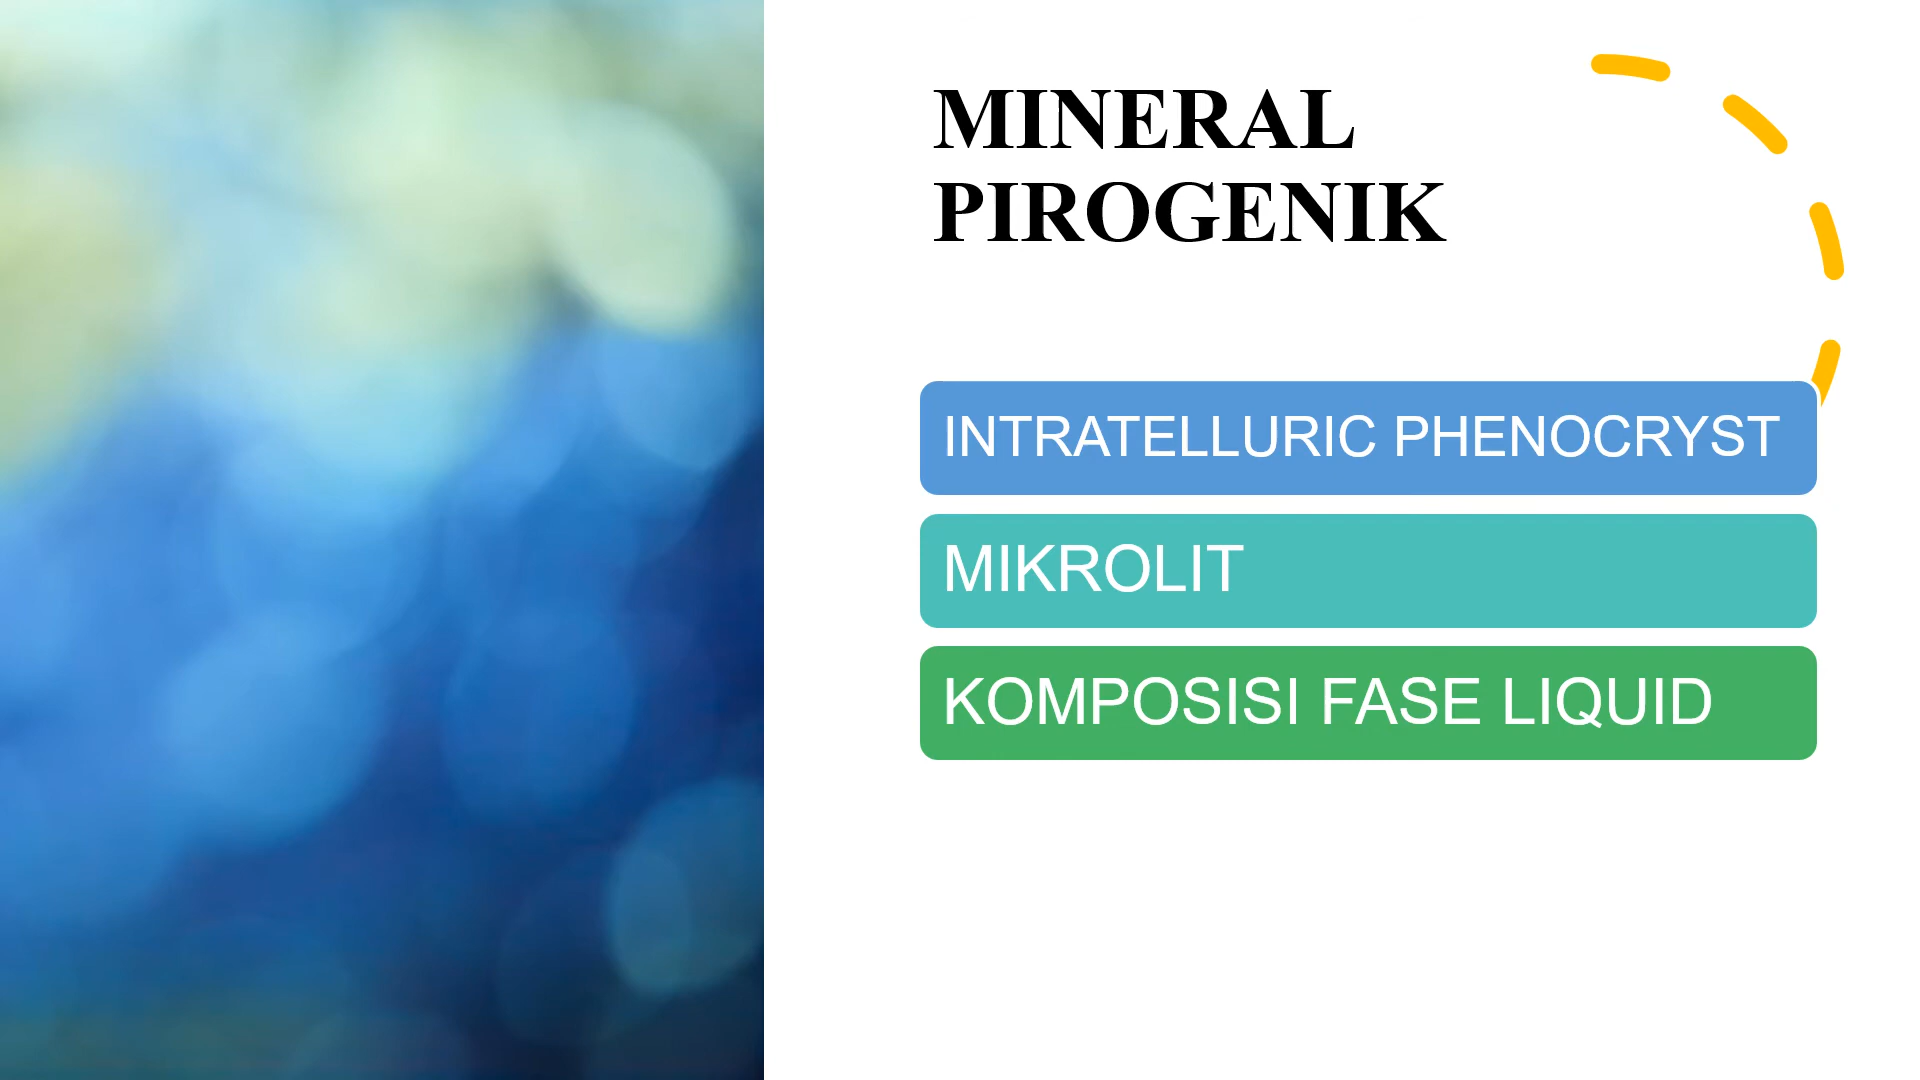 MINERAL
PIROGENIK
INTRATELLURIC PHENOCRYST
MIKROLIT
KOMPOSISI FASE LIQUID